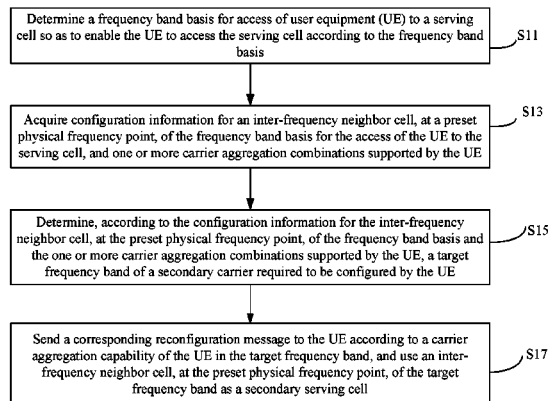 Determine a frequency band basis for access of user equipment (UE) to a serving
cell so as to enable the UE to access the serving cell according to the frequency band
basis
S11
Acquire configuration information for an inter-frequency neighbor cell, at a preset
physical frequency point, of the frequency band basis for the access of the UE to the
serving cell, and one or more carrier aggregation combinations supported by the UE
S13
Determine, according to the configuration information for the inter-frequency
neighbor cell, at the preset physical frequency point, of the frequency band basis and
the one or more carrier aggregation combinations supported by the UE, a target
frequency band of a secondary carrier required to be configured by the UE
S15
Send a corresponding reconfiguration message to the UE according to a carrier
aggregation capability of the UE in the target frequency band, and use an inter-
frequency neighbor cell, at the preset physical frequency point, of the target
frequency band as a secondary serving cell
S17